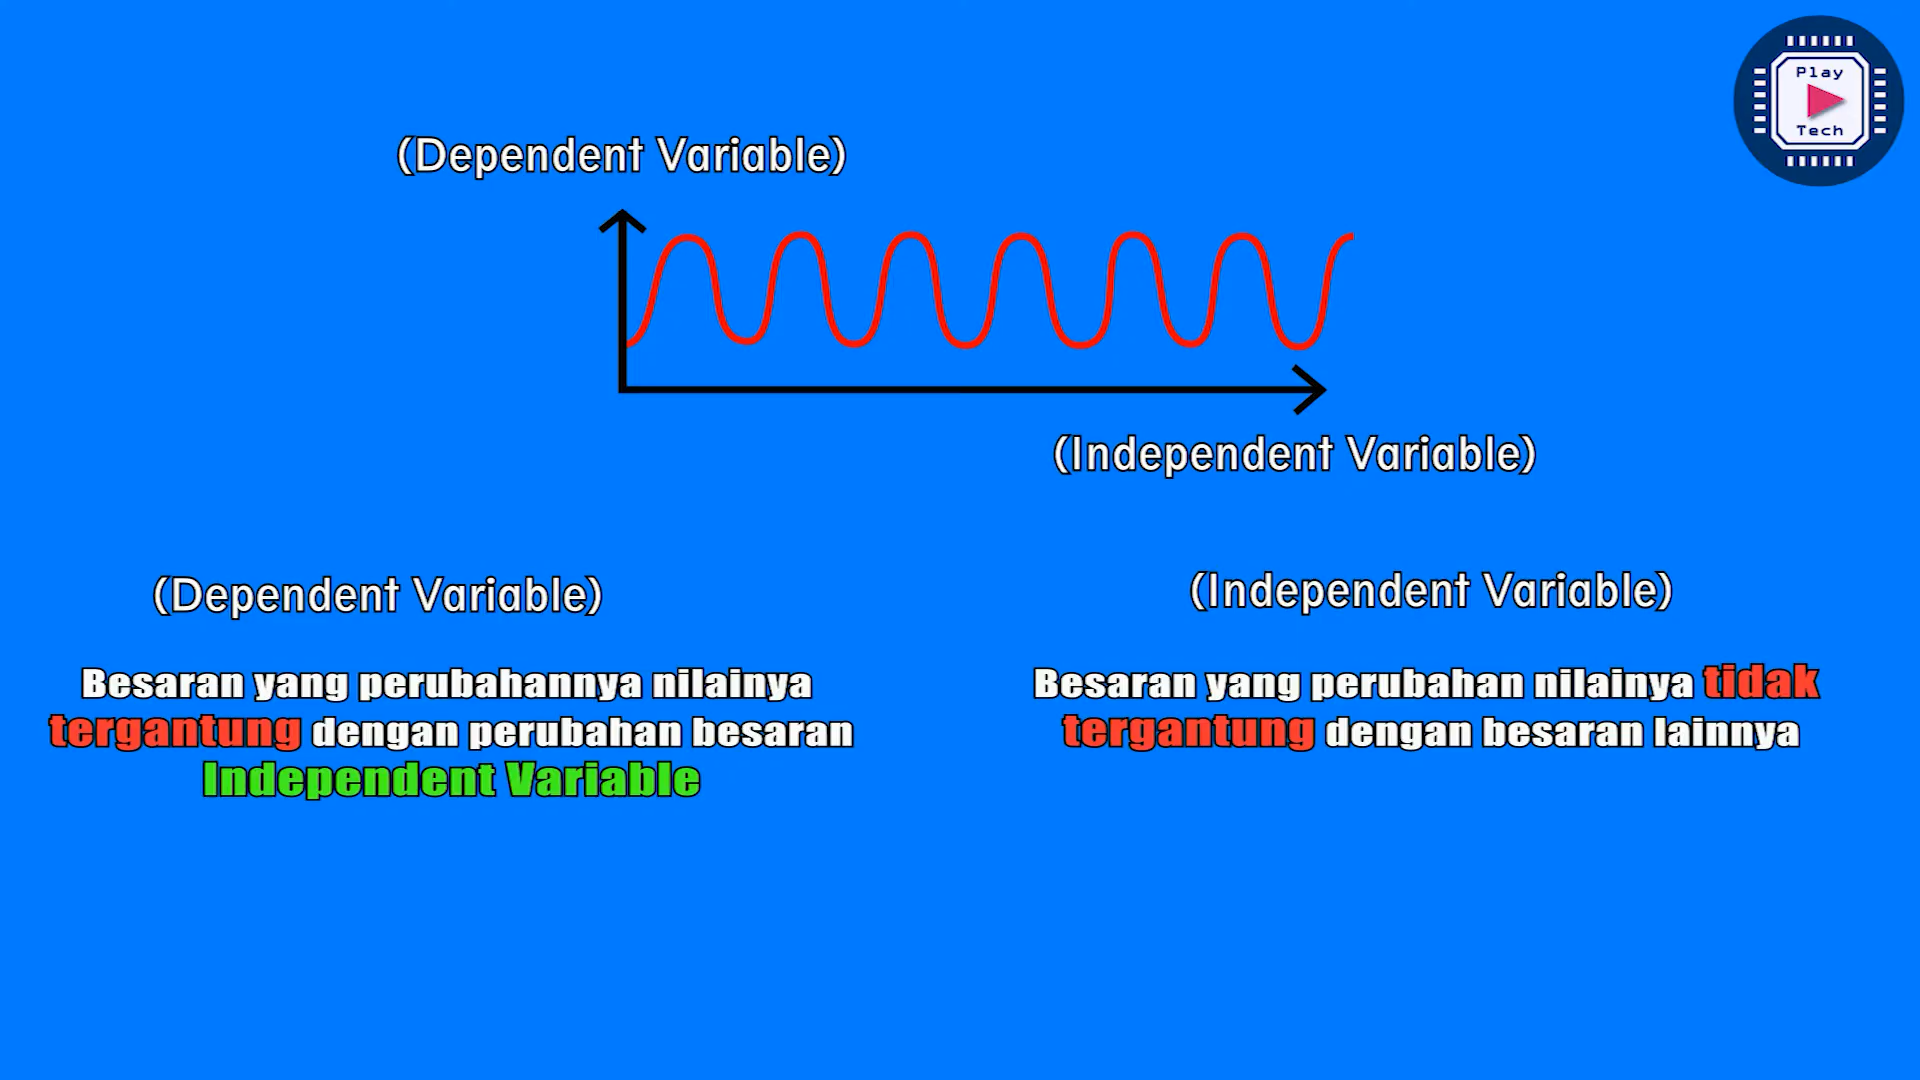 Play
Tech
(Dependent Variable)
(Independent Variable)
(Dependent Variable)
Besaran yang perubahannya nilainya
tergantung dengan perubahan besaran
Independent Variable
(Independent Variable)
Besaran yang perubahan nilainya tidak
tergantung dengan besaran lainnya